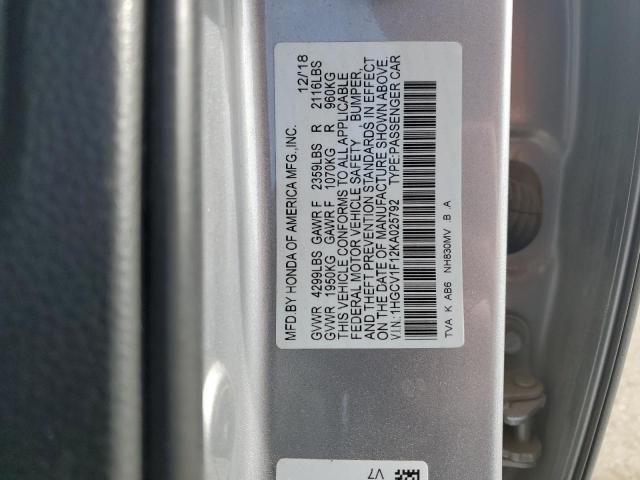 MFD.BY HONDA OF AMERICA MFG.,INC. 12/18
GVWR 4299LBS GAWR F 2359LBS R 2116LBS
GVWR 1950KG GAWR F 1070KG R 960KG
THIS VEHICLE CONFORMS TO ALL APPLICABLE
FEDERAL MOTOR VEHICLE SAFETY , BUMPER,
AND THEFT PREVENTION STANDARDS IN EFFECT
ON THE DATE OF MANUFACTURE SHOWN ABOVE.
V.I.N.:1HGCV1F12KA025792 TYPE:PASSENGER CAR
TVA K AB6 NH830MV B A
V7